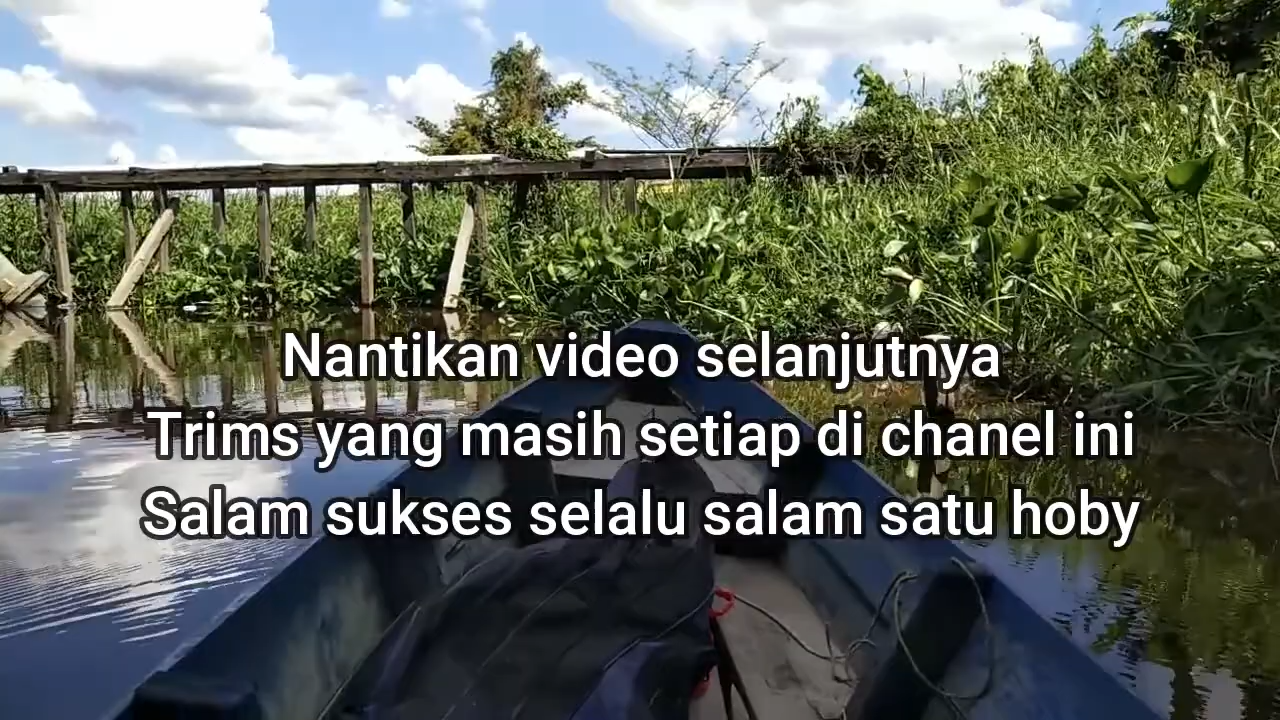 Nantikan video selanjutnya
Trims yang masih setiap di chanel ini
Salam sukses selalu salam satu hoby